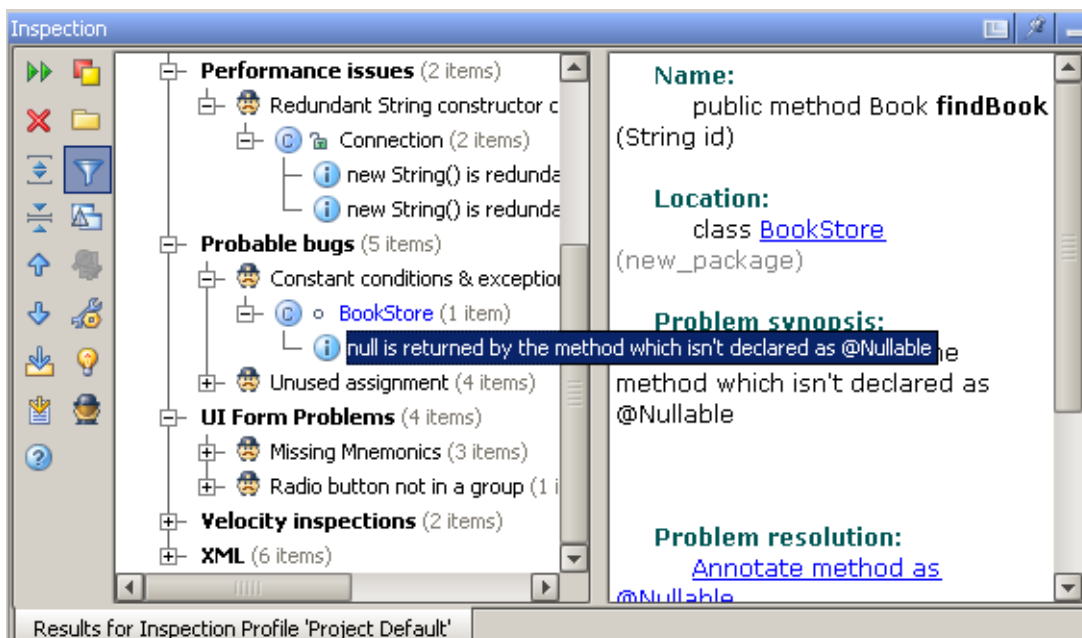 Inspection
Performance issues (2 items)
Redundant String constructor c
Connection (2 items)
new String() is redunda
new String() is redunda
Probable bugs (5 items)
Constant conditions & exception
BookStore (1 item)
null is returned by the method which isn't declared as @Nullable
Unused assignment (4 items)
UI Form Problems (4 items)
Missing Mnemonics (3 items)
Radio button not in a group (1 i
Velocity inspections (2 items)
XML (6 items)
Name:
public method Book findBook
(String id)
Location:
class BookStore
(new_package)
Problem synopsis:
method which isn't declared as
@Nullable
Problem resolution:
Annotate method as
@Nullable
Results for Inspection Profile 'Project Default'